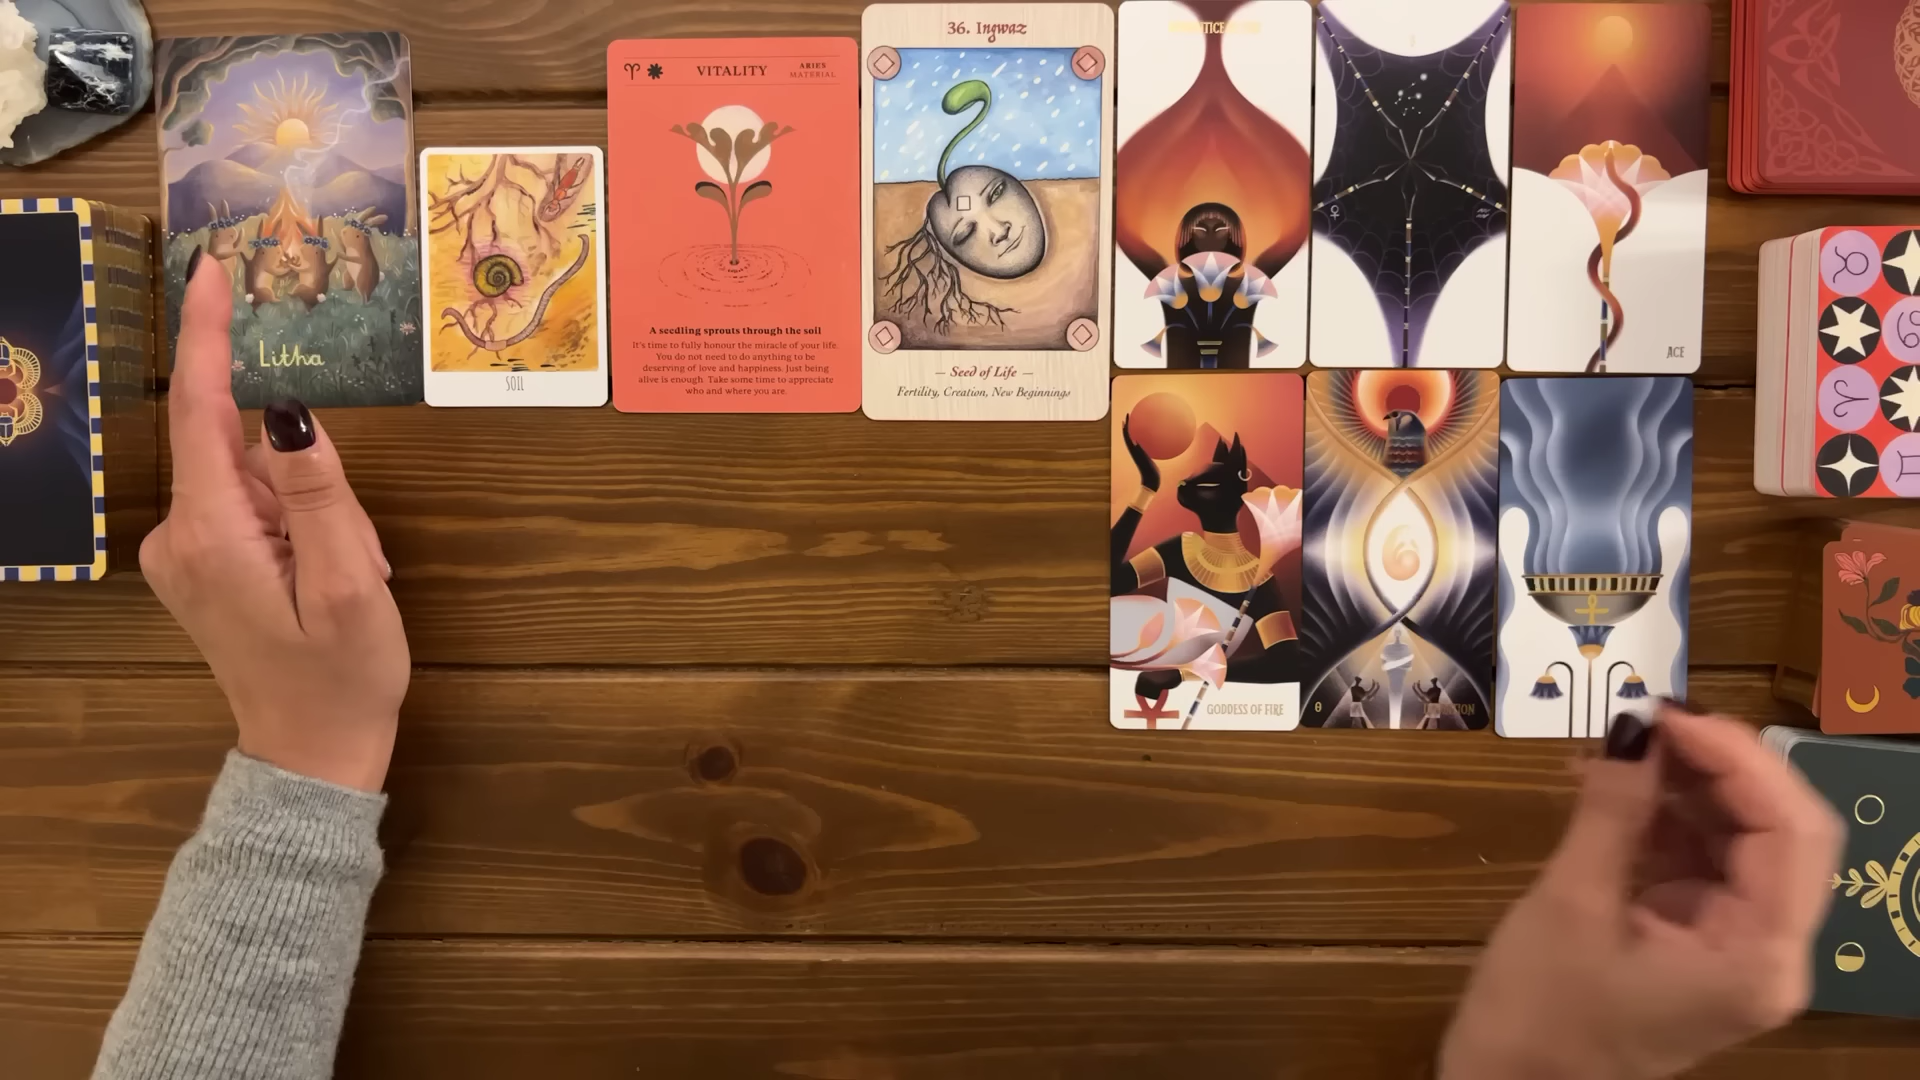 Litha
SOIL
VITALITY
ARIES
MATERIAL
A seedling sprouts through the soil
It's time to fully honour the miracle of your life.
You do not need to do anything to be
deserving of love and happiness. Just being
alive is enough. Take some time to appreciate
who and where you are.
36. Ingwaz
— Seed of Life —
Fertility, Creation, New Beginnings
ACE
GODDESS OF FIRE
0